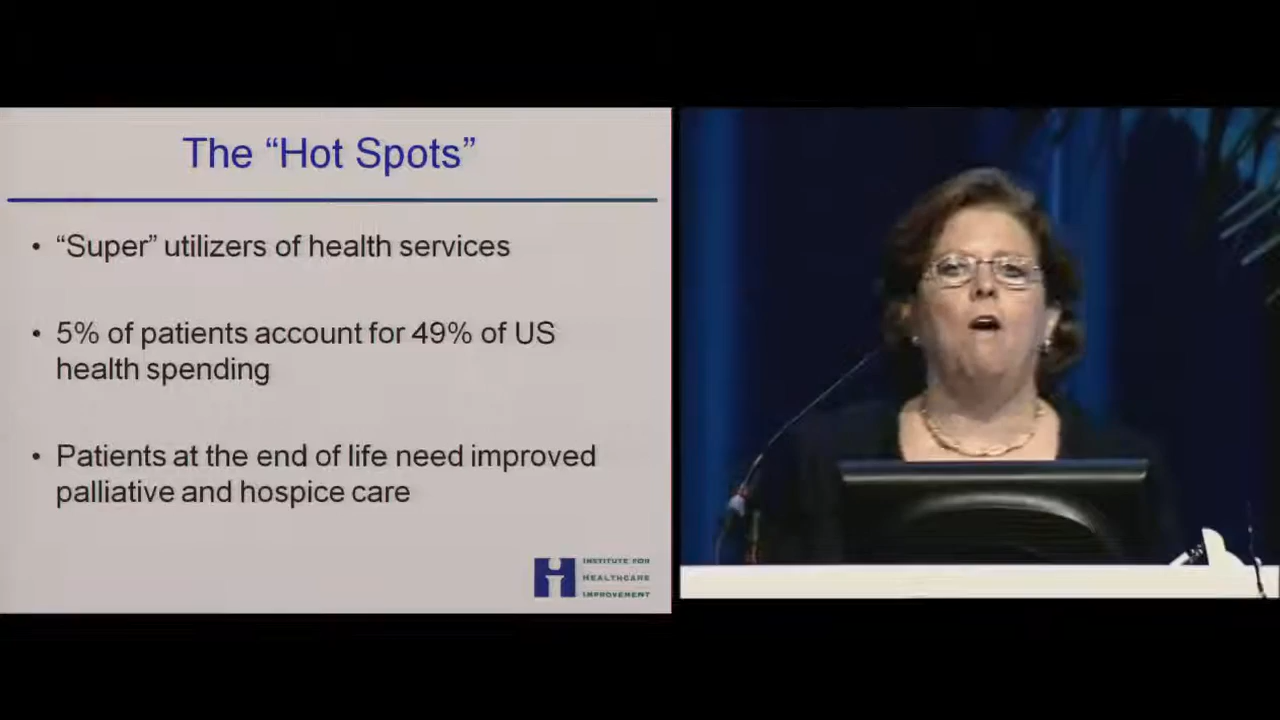 The “Hot Spots”
• “Super” utilizers of health services
• 5% of patients account for 49% of US
health spending
• Patients at the end of life need improved
palliative and hospice care
INSTITUTE FOR
HEALTHCARE
IMPROVEMENT